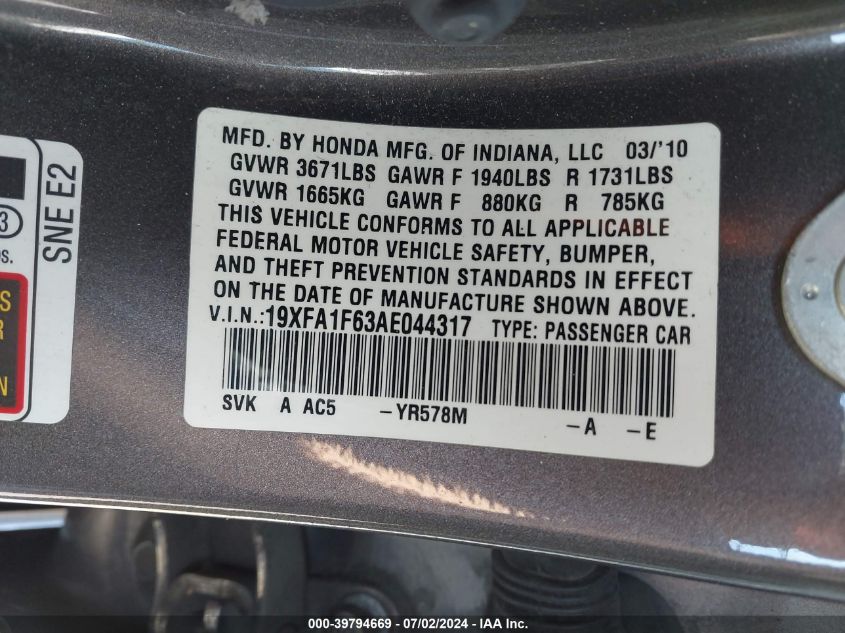 MFD. BY HONDA MFG. OF INDIANA, LLC 03/'10
GVWR 3671LBS GAWR F 1940LBS R 1731LBS
GVWR 1665KG GAWR F 880KG R 785KG
THIS VEHICLE CONFORMS TO ALL APPLICABLE
FEDERAL MOTOR VEHICLE SAFETY, BUMPER,
AND THEFT PREVENTION STANDARDS IN EFFECT
ON THE DATE OF MANUFACTURE SHOWN ABOVE.
V.I.N.:19XFA1F63AE044317 TYPE: PASSENGER CAR
SVK A AC5 -YR578M -A -E
SNE E2
3
OS.
S
R
N
000-39794669 - 07/02/2024 - IAA Inc.